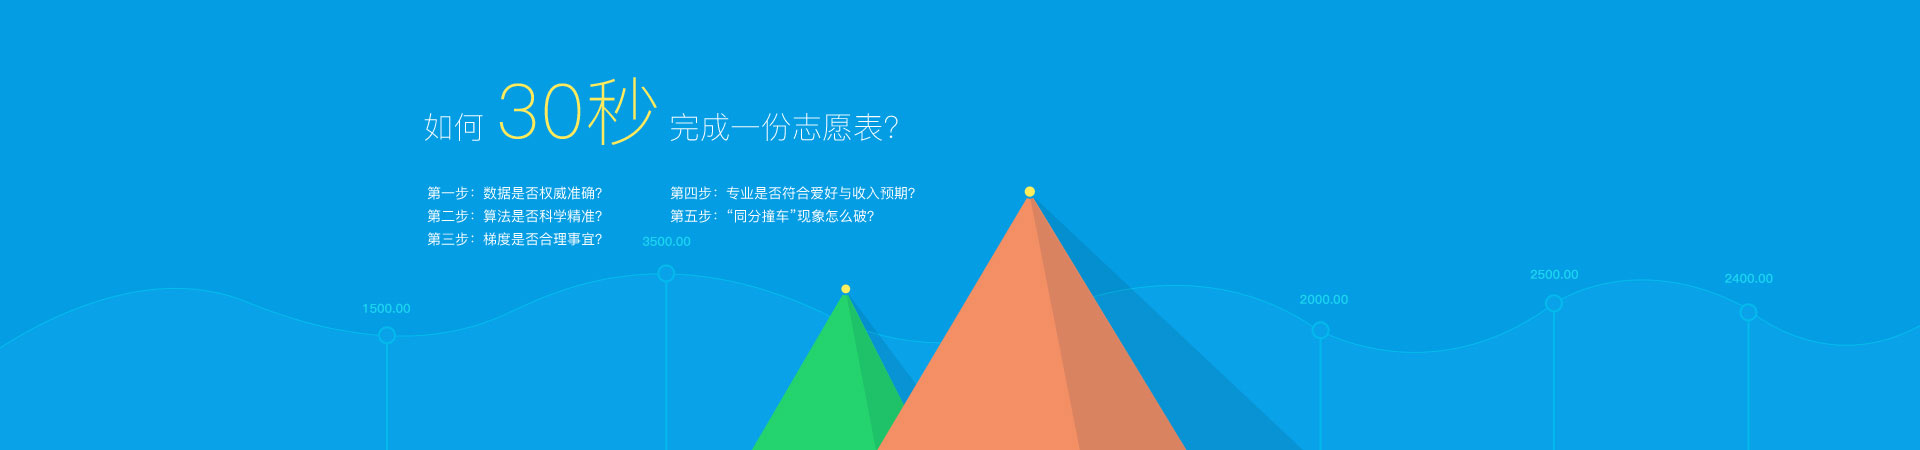 如何 30秒 完成一份志愿表?
第一步：数据是否权威准确?
第二步：算法是否科学精准?
第三步：梯度是否合理事宜?
第四步：专业是否符合爱好与收入预期?
第五步：“同分撞车”现象怎么破?
1500.00
3500.00
2000.00
2500.00
2400.00